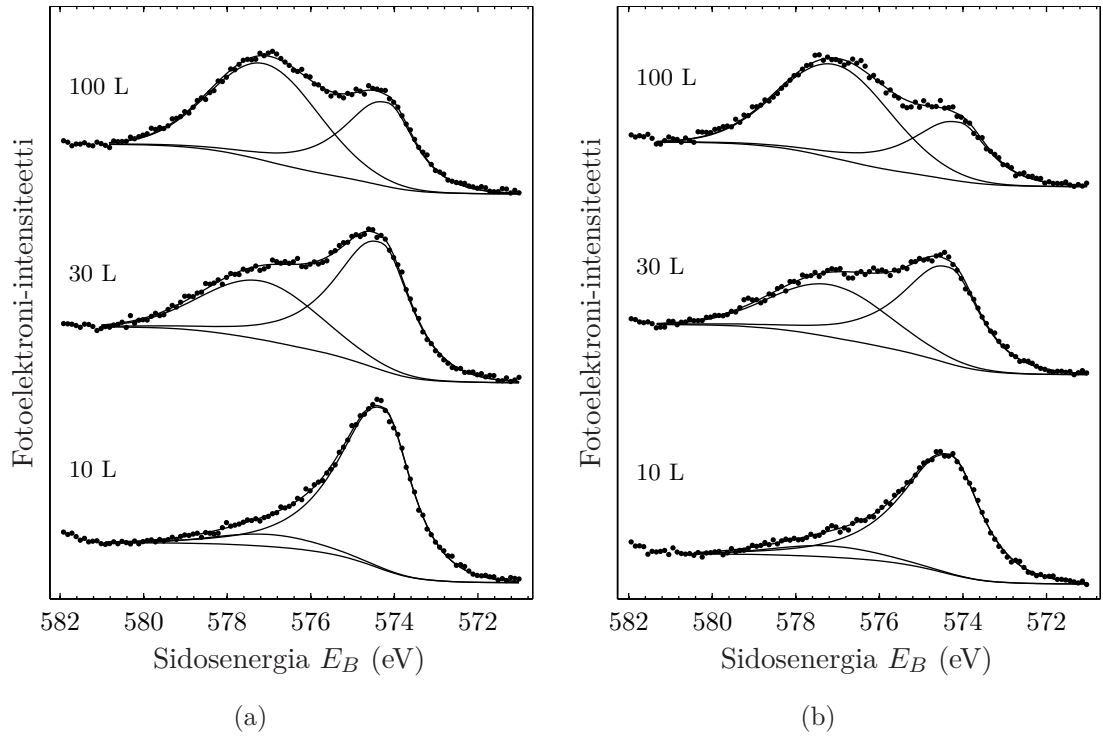 Fotoelektroni-intensiteetti
100 L
30 L
10 L
582 580 578 576 574 572
Sidosenergia E_B (eV)
(a)
Fotoelektroni-intensiteetti
100 L
30 L
10 L
582 580 578 576 574 572
Sidosenergia E_B (eV)
(b)